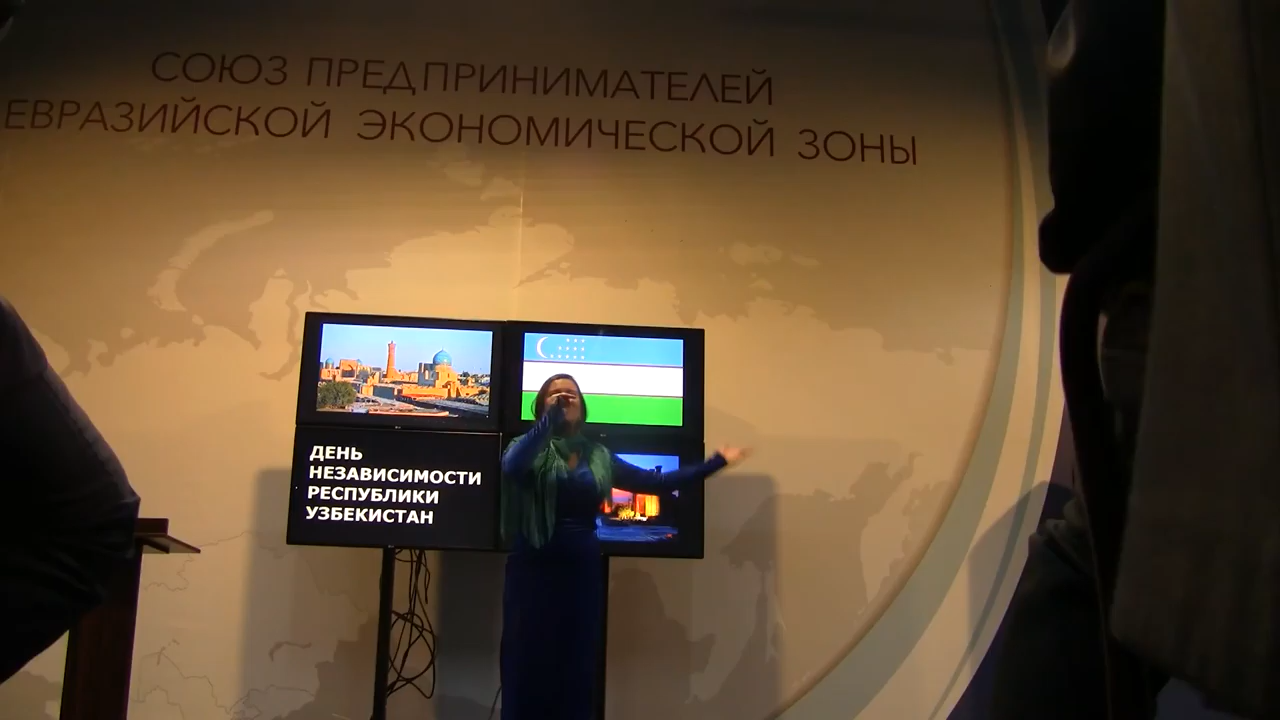 СОЮЗ ПРЕДПРИНИМАТЕЛЕЙ
ЕВРАЗИЙСКОЙ ЭКОНОМИЧЕСКОЙ ЗОНЫ
ДЕНЬ
НЕЗАВИСИМОСТИ
РЕСПУБЛИКИ
УЗБЕКИСТАН